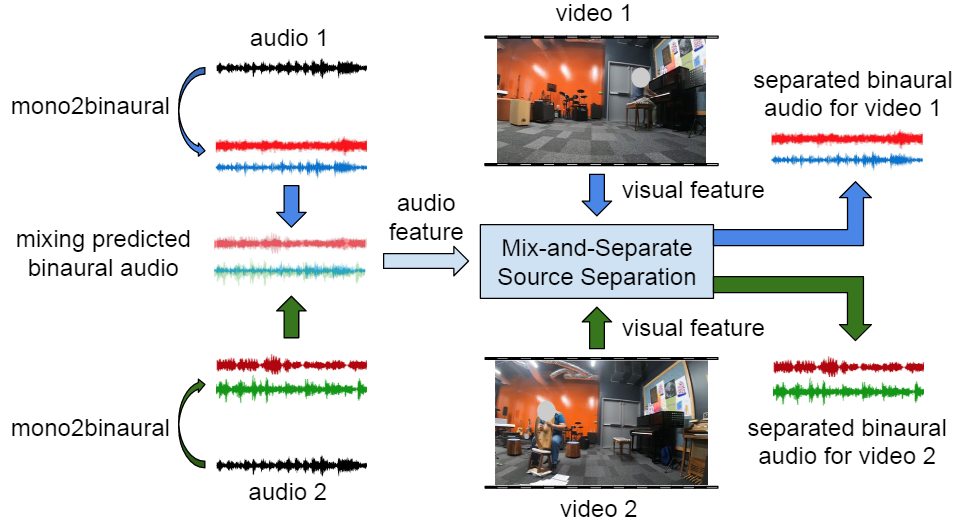 audio 1
mono2binaural
mixing predicted
binaural audio
mono2binaural
audio 2
audio
feature
video 1
visual feature
Mix-and-Separate
Source Separation
visual feature
video 2
separated binaural
audio for video 1
separated binaural
audio for video 2